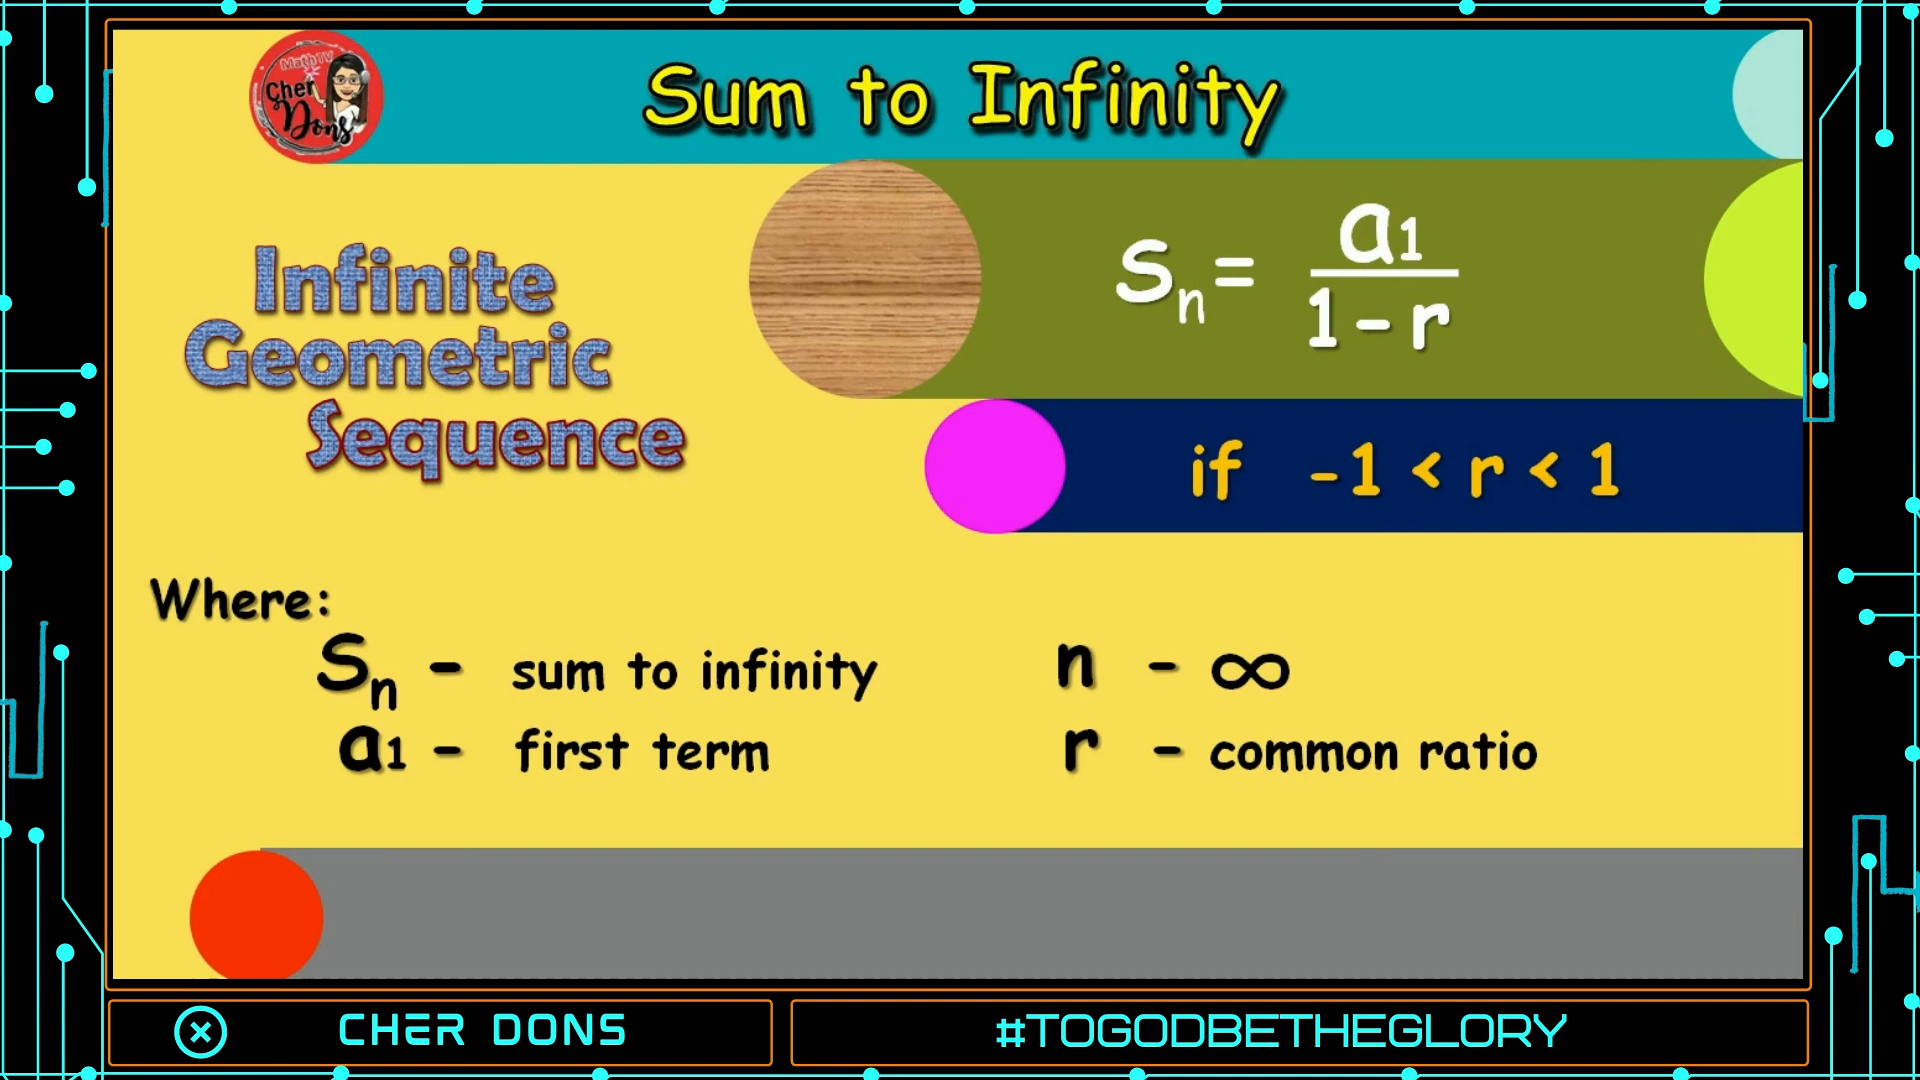 MathTV
Cher
Dons
Sum to Infinity
Infinite
Geometric
Sequence
Sn = a1 / 1 - r
if -1 < r < 1
Where:
Sn - sum to infinity
n - ∞
a1 - first term
r - common ratio
CHER DONS
#TOGODBETHEGLORY